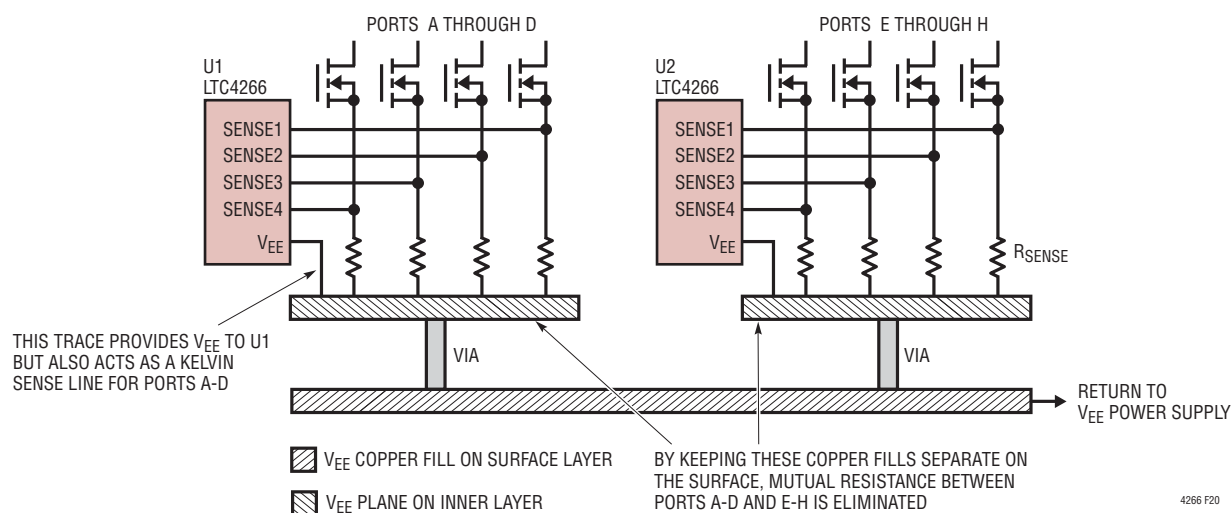 PORTS A THROUGH D
PORTS E THROUGH H
U1
LTC4266
SENSE1
SENSE2
SENSE3
SENSE4
VEE
U2
LTC4266
SENSE1
SENSE2
SENSE3
SENSE4
VEE
RSENSE
THIS TRACE PROVIDES VEE TO U1
BUT ALSO ACTS AS A KELVIN
SENSE LINE FOR PORTS A-D
VIA
VIA
RETURN TO
VEE POWER SUPPLY
VEE COPPER FILL ON SURFACE LAYER
VEE PLANE ON INNER LAYER
BY KEEPING THESE COPPER FILLS SEPARATE ON
THE SURFACE, MUTUAL RESISTANCE BETWEEN
PORTS A-D AND E-H IS ELIMINATED
4266 F20